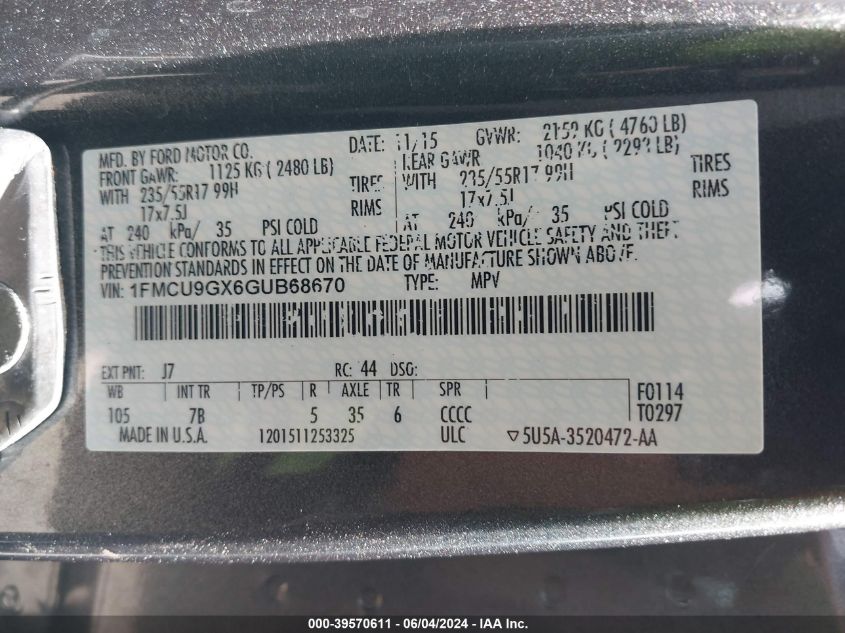 MFD. BY FORD MOTOR CO.
DATE: 11/15 GVWR: 2159 KG ( 4760 LB)
FRONT GAWR: 1125 KG ( 2480 LB)
REAR GAWR 1040 KG ( 2293 LB)
WITH 235/55R17 99H TIRES
WITH 235/55R17 99H TIRES
17x7.5J RIMS
17x7.5J RIMS
AT 240 kPa/ 35 PSI COLD
AT 240 kPa/ 35 PSI COLD
THIS VEHICLE CONFORMS TO ALL APPLICABLE FEDERAL MOTOR VEHICLE SAFETY AND THEFT
PREVENTION STANDARDS IN EFFECT ON THE DATE OF MANUFACTURE SHOWN ABOVE.
VIN: 1FMCU9GX6GUB68670 TYPE: MPV
EXT PNT: J7 RC: 44 DSO:
WB INT TR TP/PS R AXLE TR SPR F0114
105 7B 5 35 6 CCCC T0297
MADE IN U.S.A. 1201511253325 ULC ▽5U5A-3520472-AA
000-39570611 - 06/04/2024 - IAA Inc.